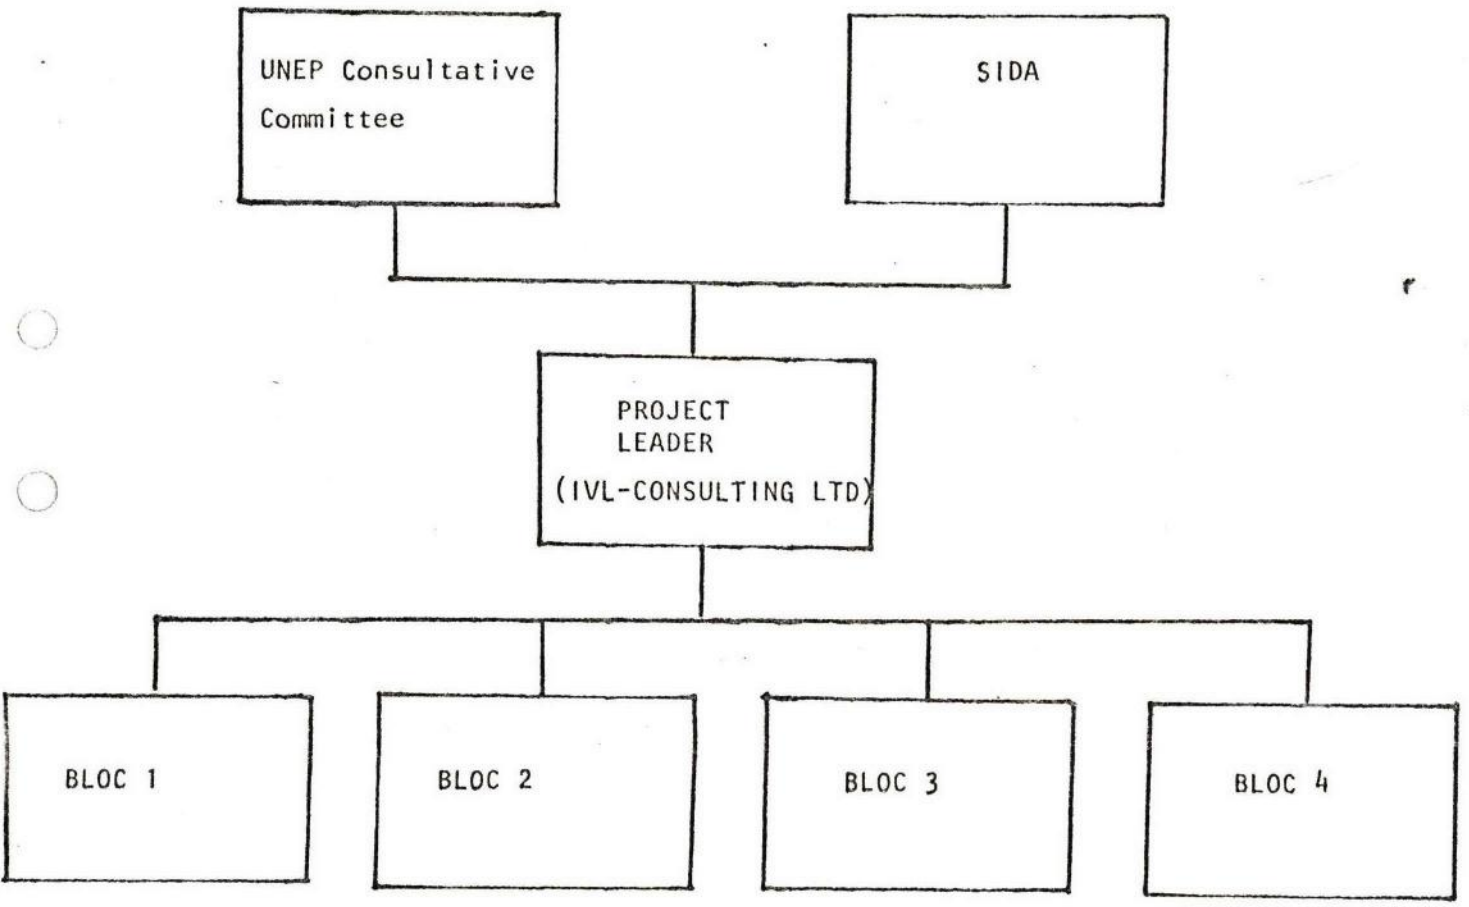 UNEP Consultative
Committee
SIDA
PROJECT
LEADER
(IVL-CONSULTING LTD)
BLOC 1
BLOC 2
BLOC 3
BLOC 4